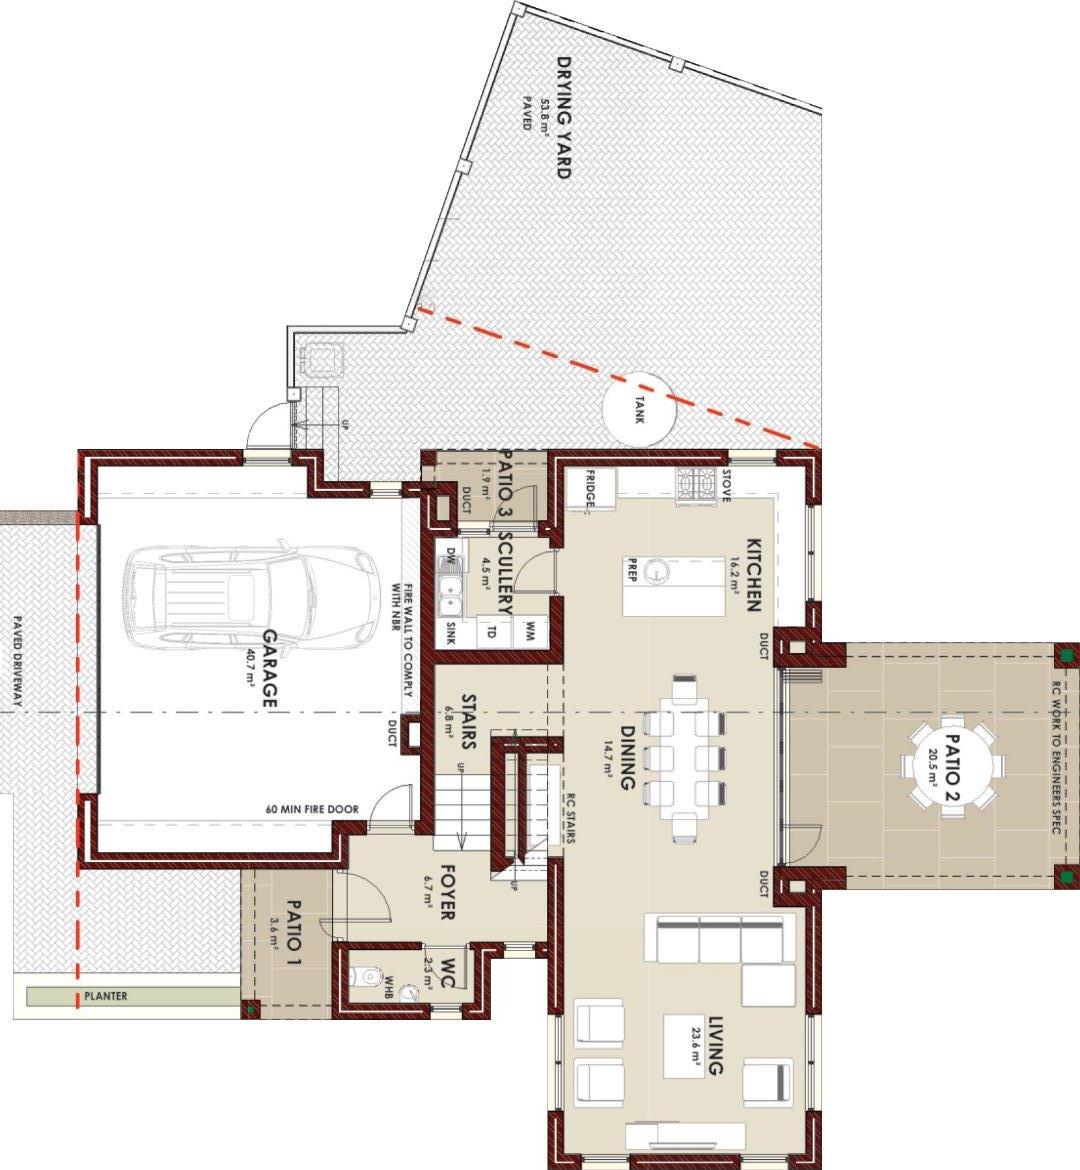 DRYING YARD
53.8 m²
PAVED
TANK
UP
PATIO 3
1.9 m²
DUCT
FRIDGE
STOVE
KITCHEN
16.2 m²
PREP
SCULLERY
4.5 m²
DW
SINK
TD
WM
DUCT
FIRE WALL TO COMPLY
WITH NBR
GARAGE
40.7 m²
PAVED DRIVEWAY
DUCT
60 MIN FIRE DOOR
STAIRS
6.8 m²
UP
RC STAIRS
UP
DINING
14.7 m²
PATIO 2
20.5 m²
RC WORK TO ENGINEERS SPEC
DUCT
FOYER
6.7 m²
PATIO 1
3.6 m²
WC
2.3 m²
WHB
PLANTER
LIVING
23.6 m²